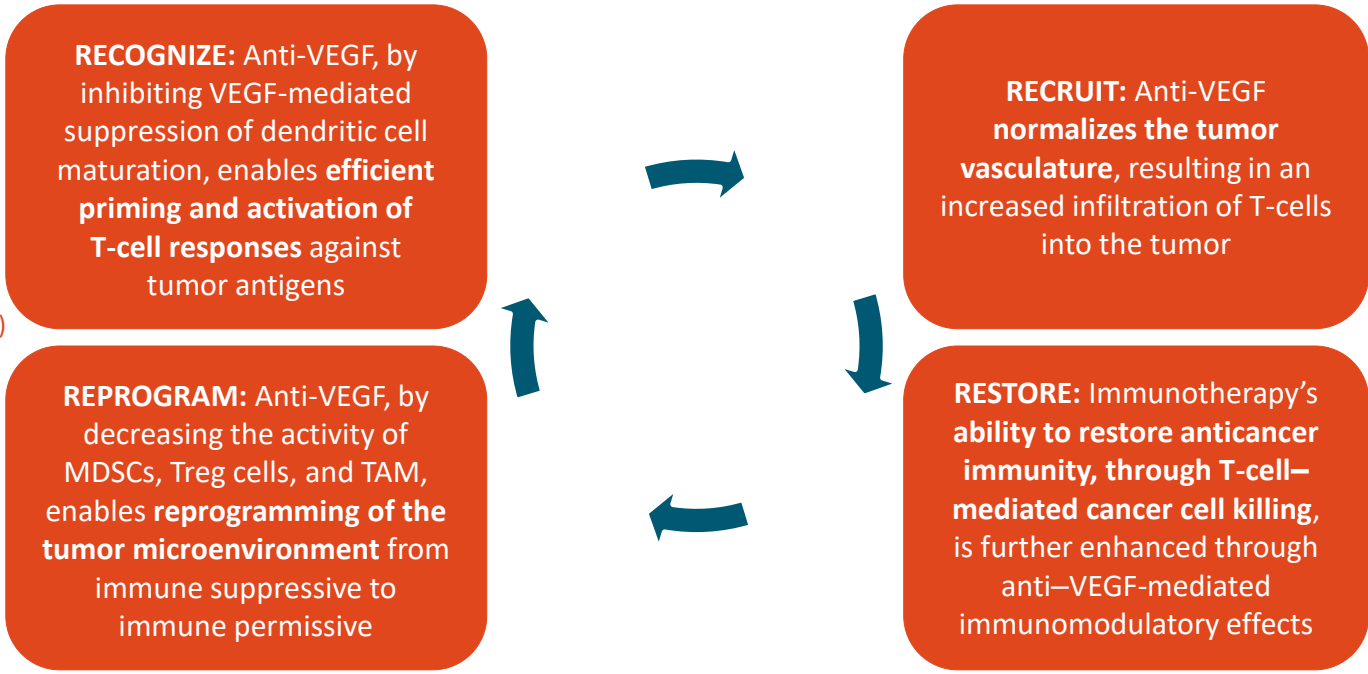 RECOGNIZE: Anti-VEGF, by
inhibiting VEGF-mediated
suppression of dendritic cell
maturation, enables efficient
priming and activation of
T-cell responses against
tumor antigens
RECRUIT: Anti-VEGF
normalizes the tumor
vasculature, resulting in an
increased infiltration of T-cells
into the tumor
)
REPROGRAM: Anti-VEGF, by
decreasing the activity of
MDSCs, Treg cells, and TAM,
enables reprogramming of the
tumor microenvironment from
immune suppressive to
immune permissive
RESTORE: Immunotherapy’s
ability to restore anticancer
immunity, through T-cell–
mediated cancer cell killing,
is further enhanced through
anti–VEGF-mediated
immunomodulatory effects